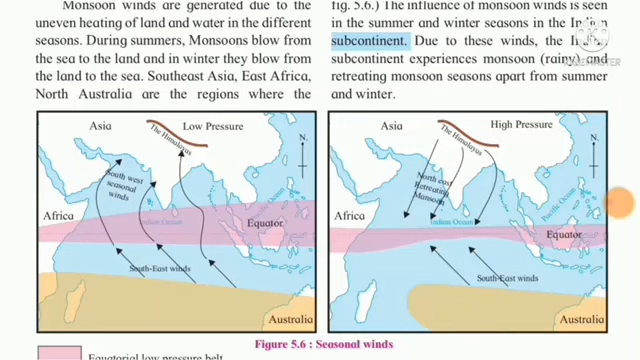 Monsoon winds are generated due to the
uneven heating of land and water in the different
seasons. During summers, Monsoons blow from
the sea to the land and in winter they blow from
the land to the sea. Southeast Asia, East Africa,
North Australia are the regions where the
fig. 5.6.) The influence of monsoon winds is seen
in the summer and winter seasons in the Indian
subcontinent. Due to these winds, the
subcontinent experiences monsoon (rainy) and
retreating monsoon seasons apart from summer
and winter.
Asia
The Himalayas
Low Pressure
N.
South west
seasonal
winds
Africa
Indian Ocean
Pacific Ocean
Equator
South-East winds
Australia
Asia
The Himalayas
High Pressure
N.
North east
Retreating
Mansoon
Africa
Indian Ocean
Pacific Ocean
Equator
South-East winds
Australia
Figure 5.6 : Seasonal winds
Equatorial low pressure belt